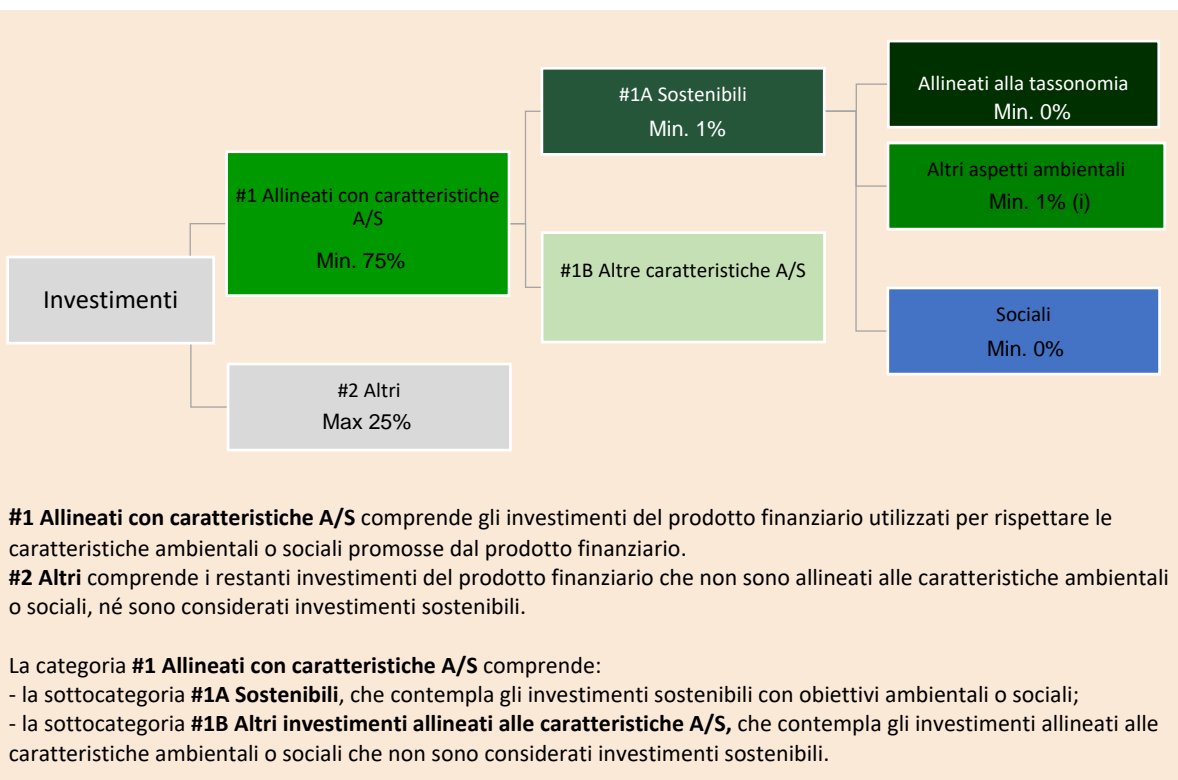 Investimenti
#1 Allineati con caratteristiche
A/S
Min. 75%
#2 Altri
Max 25%
#1A Sostenibili
Min. 1%
#1B Altre caratteristiche A/S
Allineati alla tassonomia
Min. 0%
Altri aspetti ambientali
Min. 1% (i)
Sociali
Min. 0%
#1 Allineati con caratteristiche A/S comprende gli investimenti del prodotto finanziario utilizzati per rispettare le
caratteristiche ambientali o sociali promosse dal prodotto finanziario.
#2 Altri comprende i restanti investimenti del prodotto finanziario che non sono allineati alle caratteristiche ambientali
o sociali, né sono considerati investimenti sostenibili.
La categoria #1 Allineati con caratteristiche A/S comprende:
- la sottocategoria #1A Sostenibili, che contempla gli investimenti sostenibili con obiettivi ambientali o sociali;
- la sottocategoria #1B Altri investimenti allineati alle caratteristiche A/S, che contempla gli investimenti allineati alle
caratteristiche ambientali o sociali che non sono considerati investimenti sostenibili.